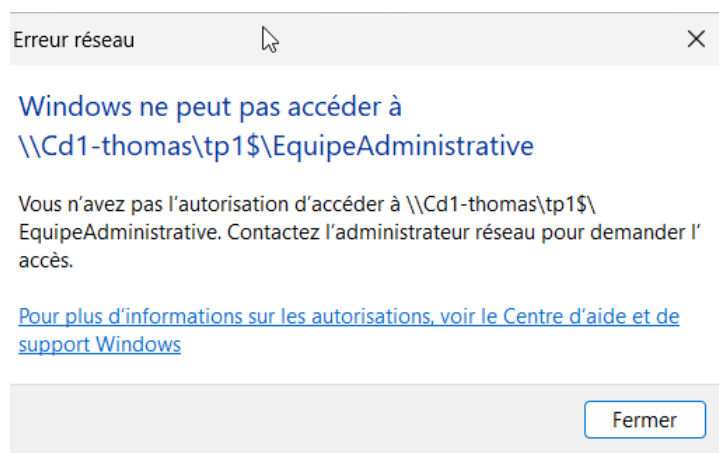 Erreur réseau
Windows ne peut pas accéder à
\\Cd1-thomas\tp1$\EquipeAdministrative
Vous n’avez pas l’autorisation d’accéder à \\Cd1-thomas\tp1$\
EquipeAdministrative. Contactez l’administrateur réseau pour demander l’
accès.
Pour plus d’informations sur les autorisations, voir le Centre d’aide et de
support Windows
Fermer